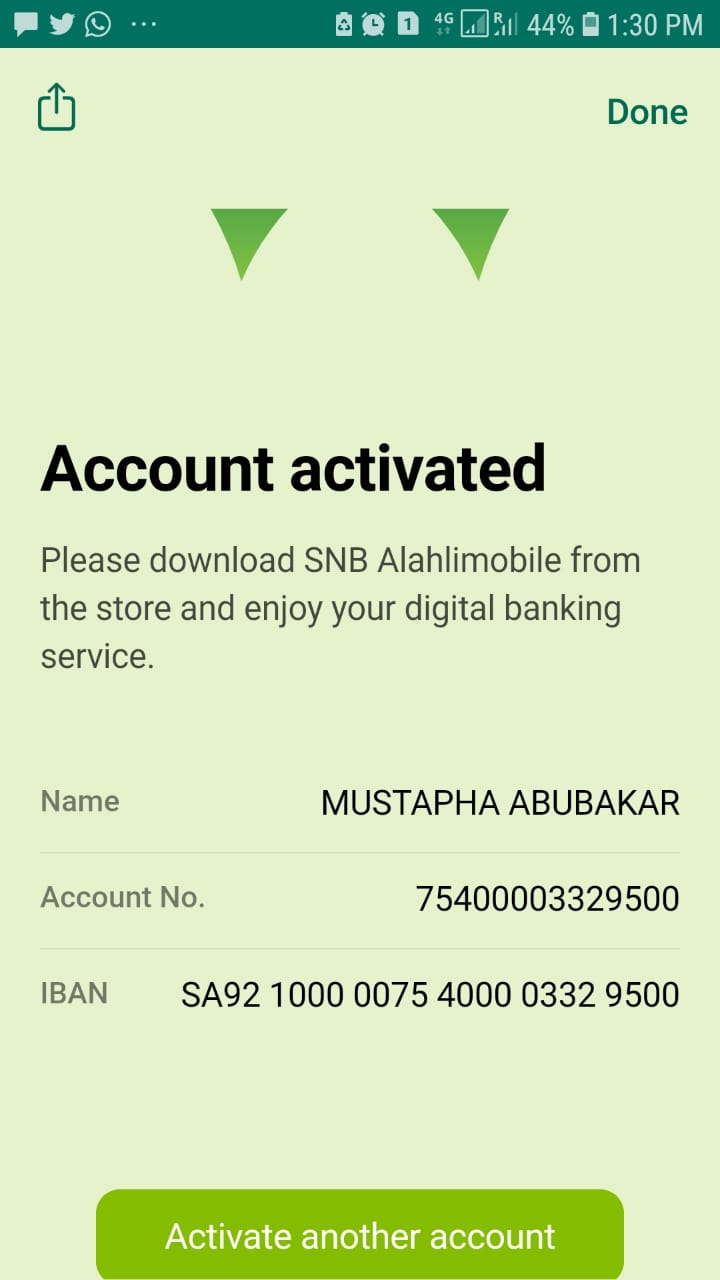 4G R 44% 1:30 PM
1
Done
Account activated
Please download SNB Alahlimobile from
the store and enjoy your digital banking
service.
Name MUSTAPHA ABUBAKAR
Account No. 75400003329500
IBAN SA92 1000 0075 4000 0332 9500
Activate another account